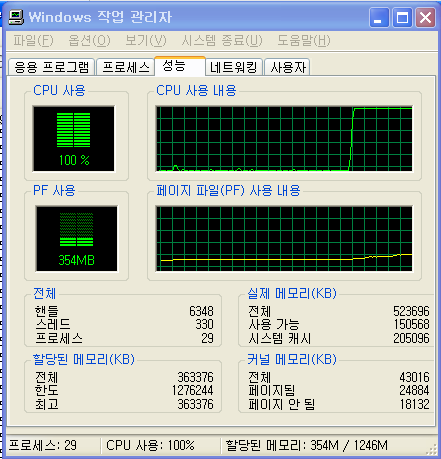 Windows 작업 관리자
파일(F) 옵션(O) 보기(V) 시스템 종료(U) 도움말(H)
응용 프로그램 프로세스 성능 네트워킹 사용자
CPU 사용 CPU 사용 내용
100 %
PF 사용 페이지 파일(PF) 사용 내용
354MB
전체 실제 메모리(KB)
핸들 6348 전체 523696
스레드 330 사용 가능 150568
프로세스 29 시스템 캐시 205096
할당된 메모리(KB) 커널 메모리(KB)
전체 363376 전체 43016
한도 1276244 페이지됨 24884
최고 363376 페이지 안 됨 18132
프로세스: 29 CPU 사용: 100% 할당된 메모리: 354M / 1246M